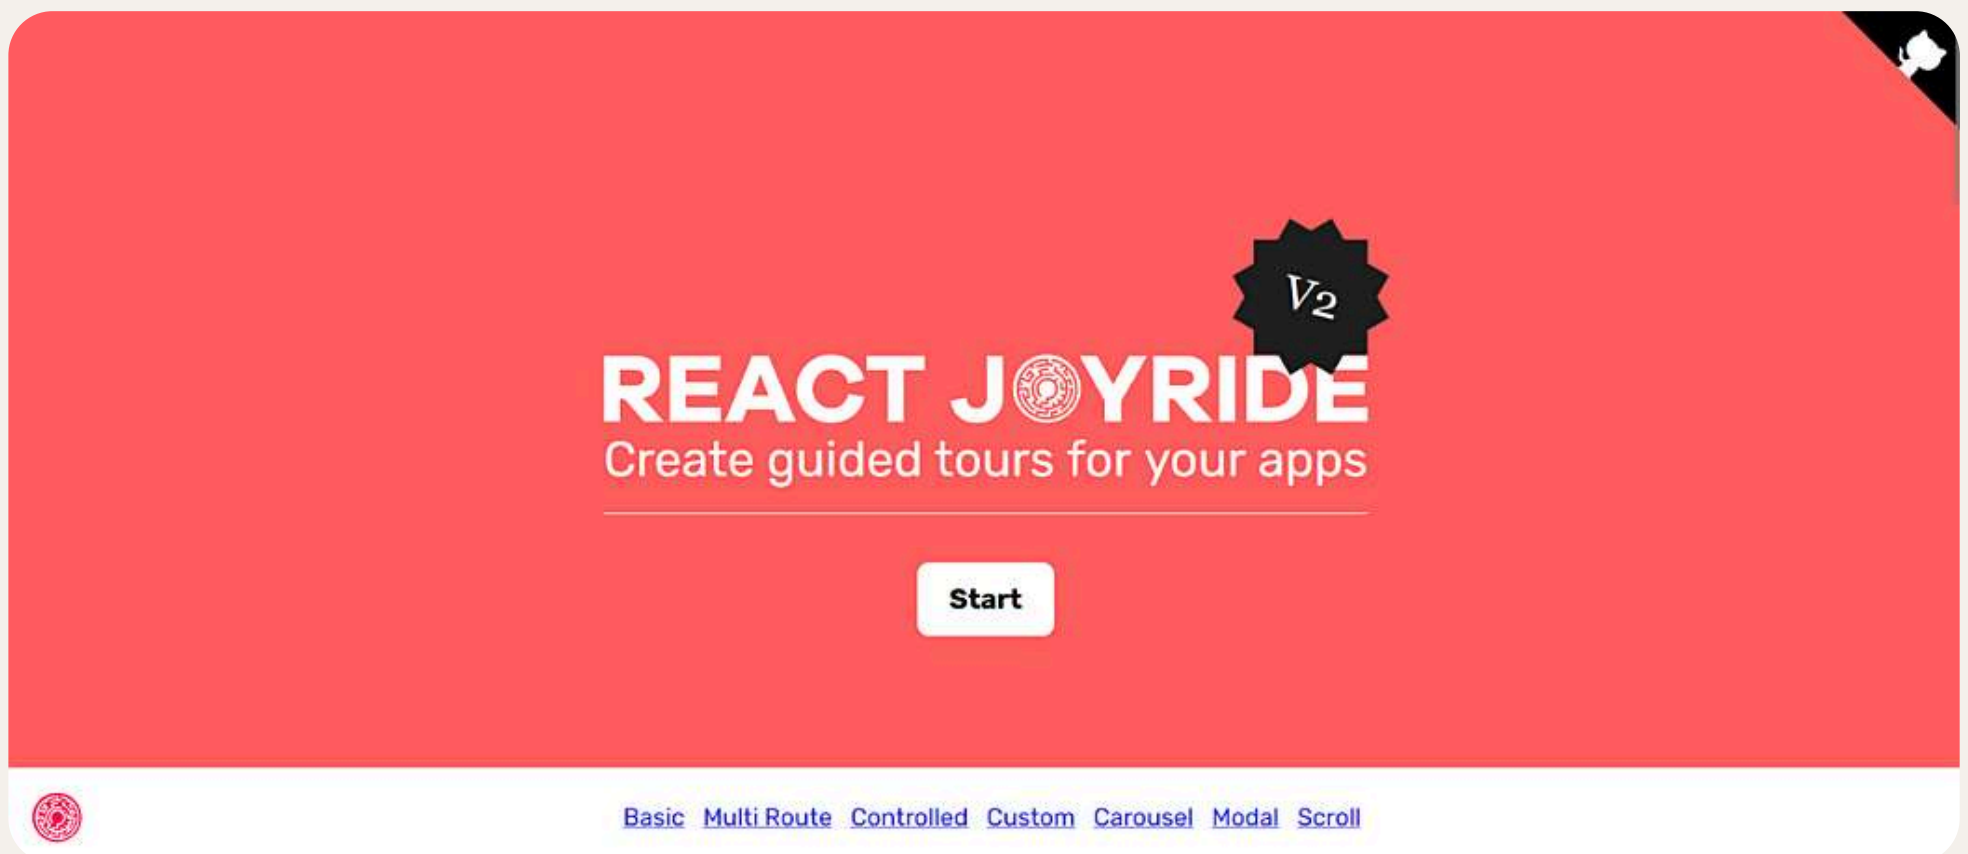 V2
REACT JOYRIDE
Create guided tours for your apps
Start
Basic Multi Route Controlled Custom Carousel Modal Scroll